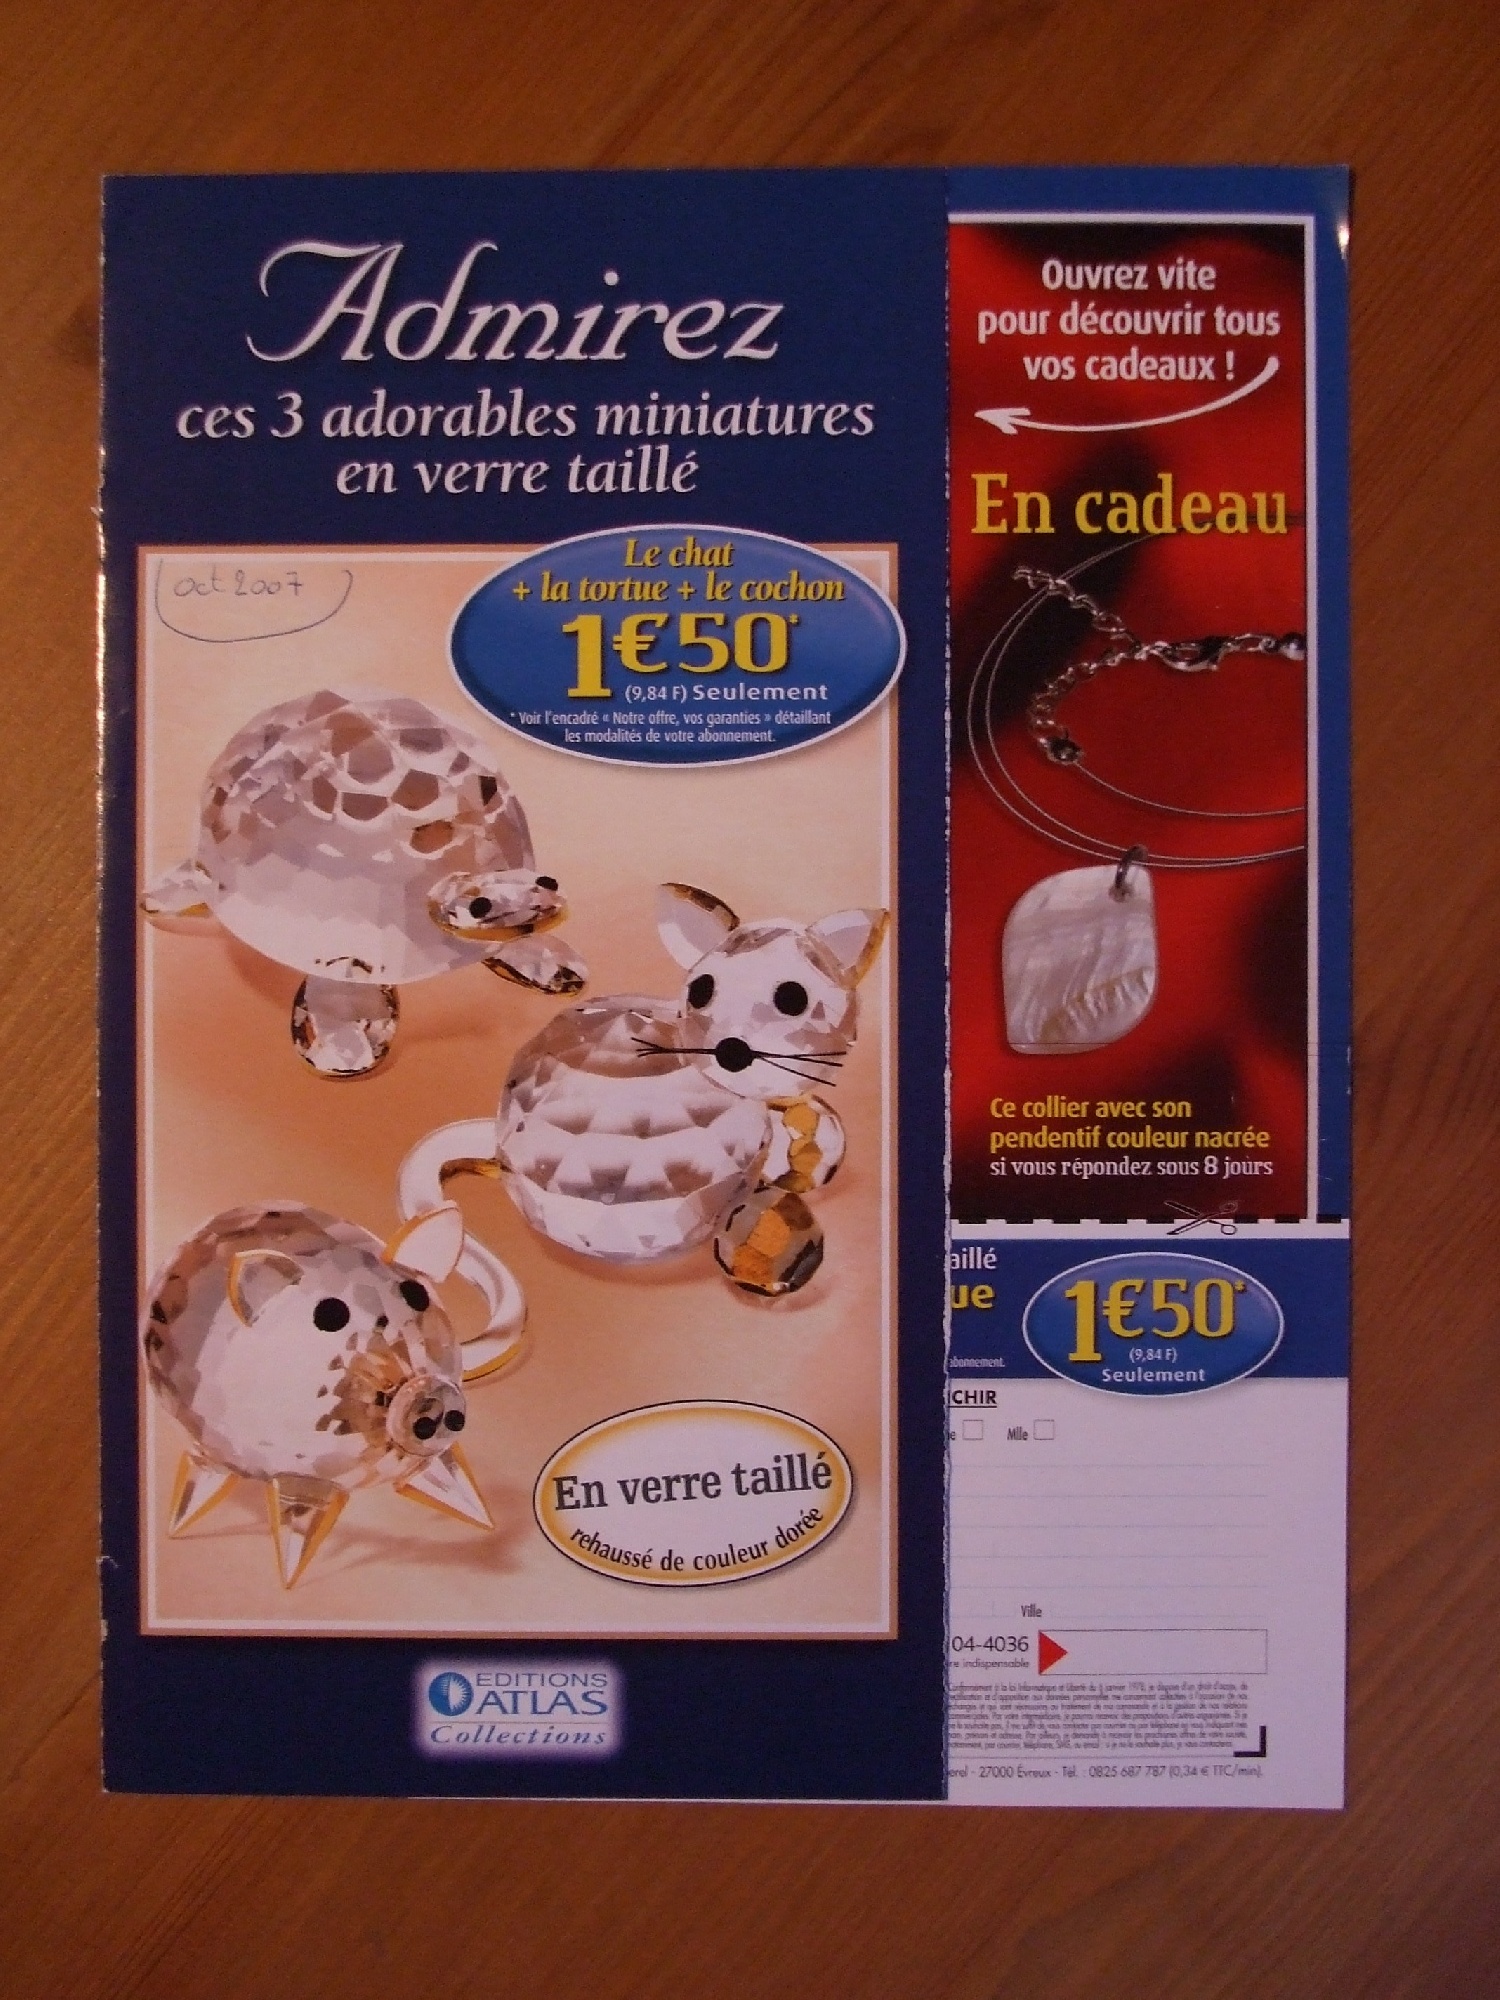 Admirez
ces 3 adorables miniatures
en verre taillé
oct 2007
Le chat
+ la tortue + le cochon
1€50*
(9,84 F) Seulement
* Voir l'encadré « Notre offre, vos garanties » détaillant
les modalités de votre abonnement.
En verre taillé
rehaussé de couleur dorée
EDITIONS
ATLAS
Collections
Ouvrez vite
pour découvrir tous
vos cadeaux !
En cadeau
Ce collier avec son
pendentif couleur nacrée
si vous répondez sous 8 jours
aillé
ue
1€50*
(9,84 F)
Seulement
abonnement.
CHIR
e Mlle
Ville
04-4036
re indispensable
erel - 27000 Évreux - Tél. : 0825 687 787 (0,34 € TTC/min).